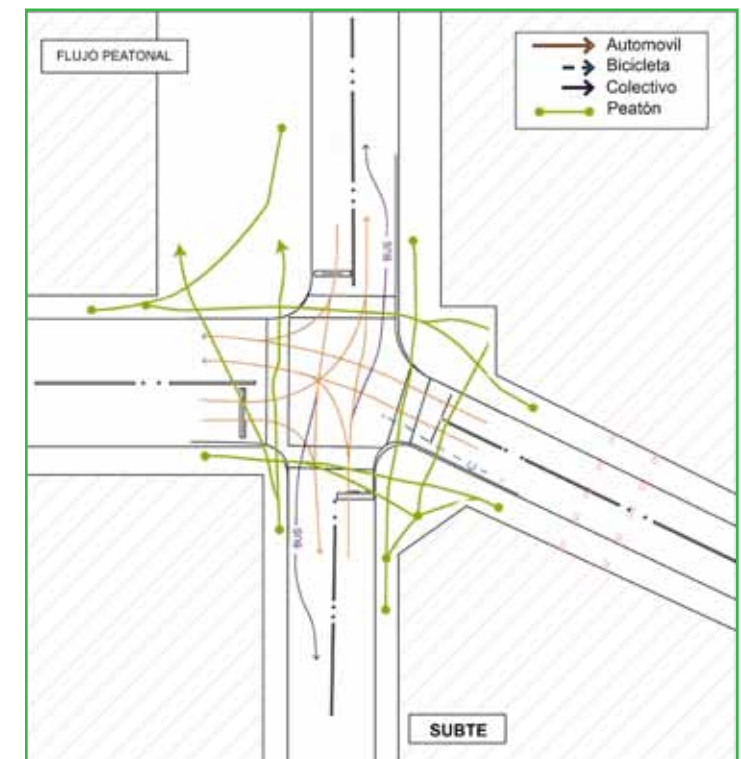 FLUJO PEATONAL
Automovil
Bicicleta
Colectivo
Peatón
BUS
BUS
SUBTE